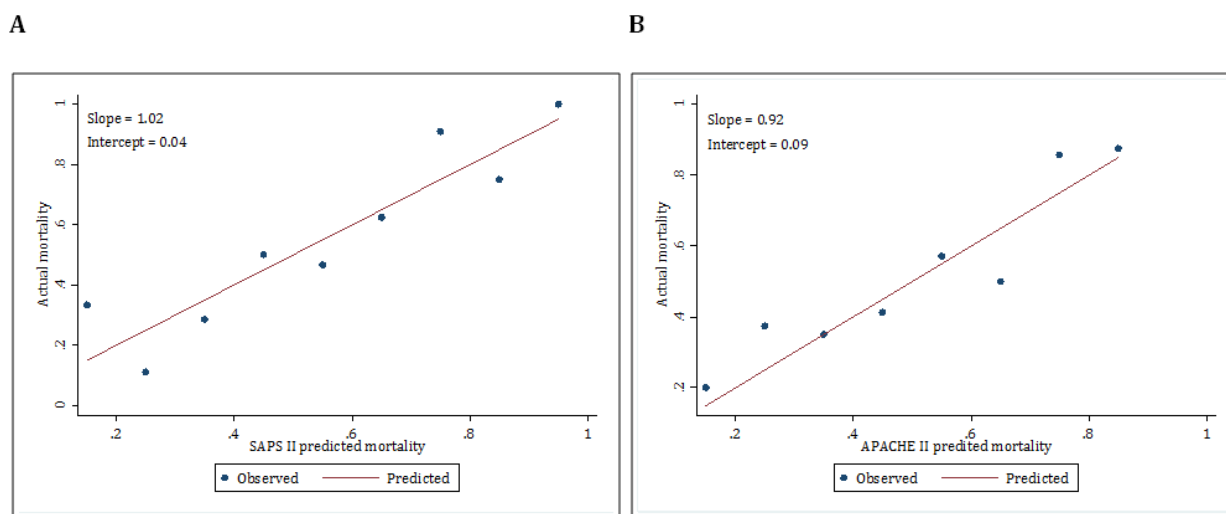 A
B
Slope = 1.02
Intercept = 0.04
Actual mortality
1
.8
.6
.4
.2
0
.2
.4
.6
.8
1
SAPS II predicted mortality
Observed
Predicted
Slope = 0.92
Intercept = 0.09
Actual mortality
1
.8
.6
.4
.2
.2
.4
.6
.8
1
APACHE II predited mortality
Observed
Predicted